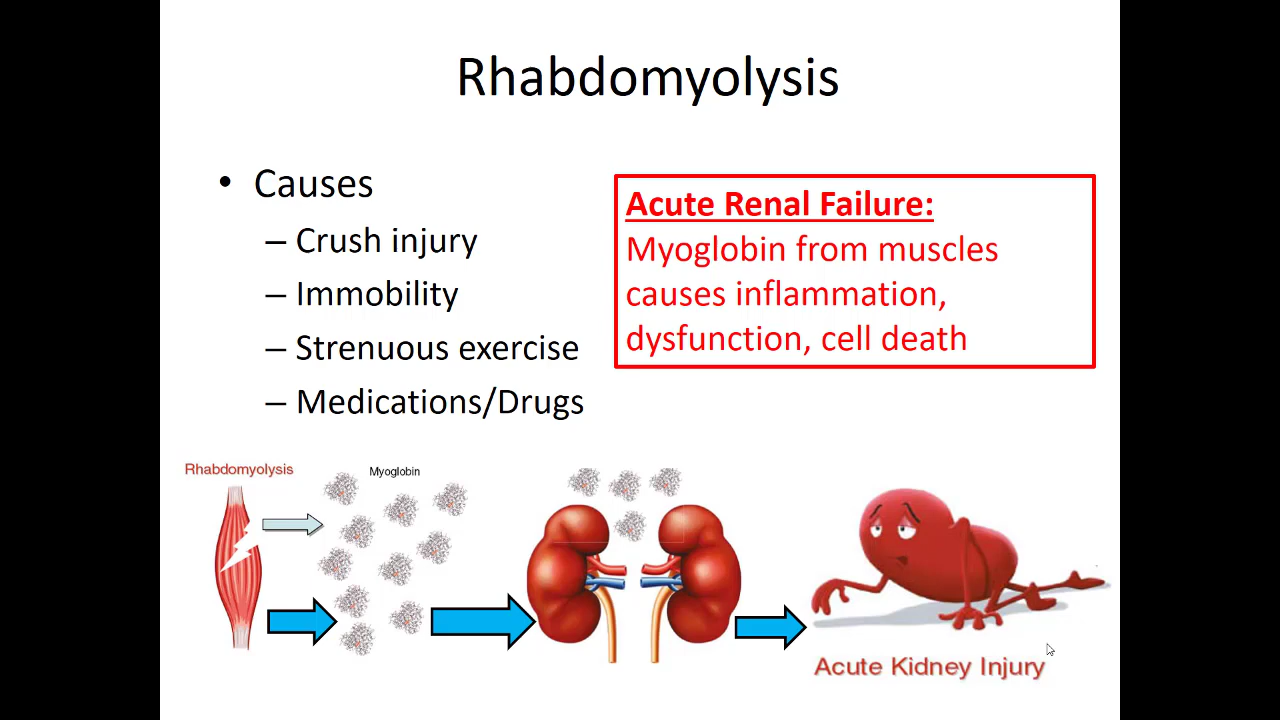 Rhabdomyolysis
• Causes
– Crush injury
– Immobility
– Strenuous exercise
– Medications/Drugs
Acute Renal Failure:
Myoglobin from muscles
causes inflammation,
dysfunction, cell death
Rhabdomyolysis
Myoglobin
Acute Kidney Injury